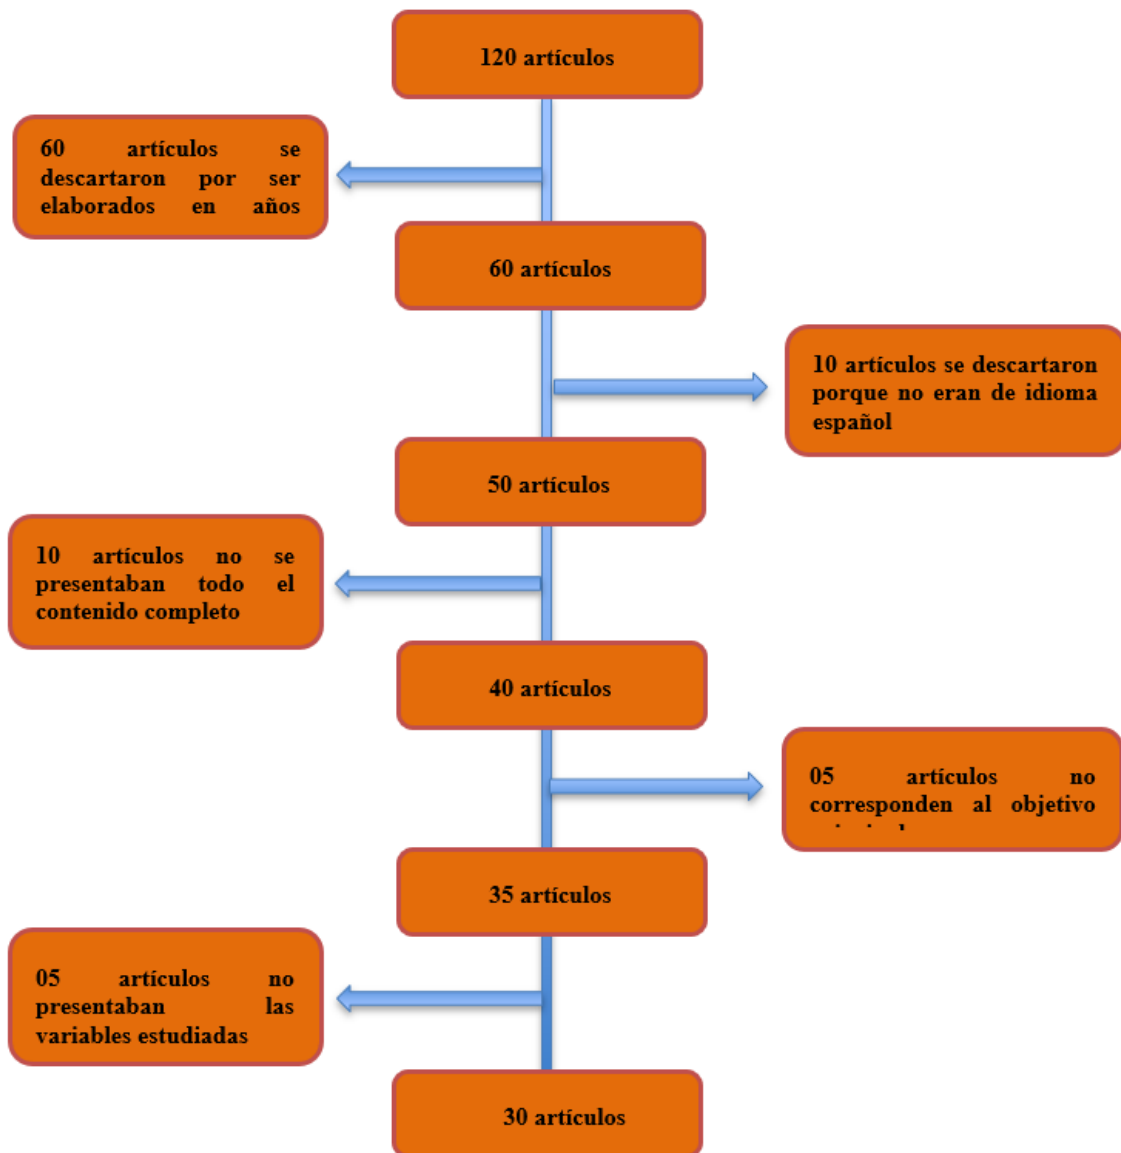 120 artículos
60 artículos se
descartaron por ser
elaborados en años
60 artículos
10 artículos se descartaron
porque no eran de idioma
español
50 artículos
10 artículos no se
presentaban todo el
contenido completo
40 artículos
05 artículos no
corresponden al objetivo
35 artículos
05 artículos no
presentaban las
variables estudiadas
30 artículos